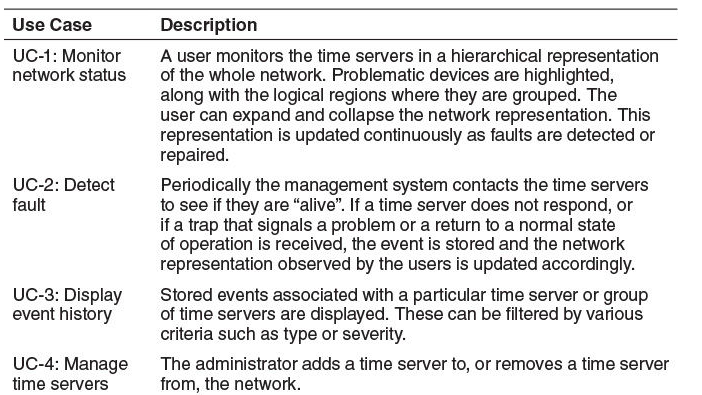 Use Case Description
UC-1: Monitor A user monitors the time servers in a hierarchical representation
network status of the whole network. Problematic devices are highlighted,
along with the logical regions where they are grouped. The
user can expand and collapse the network representation. This
representation is updated continuously as faults are detected or
repaired.
UC-2: Detect Periodically the management system contacts the time servers
fault to see if they are “alive”. If a time server does not respond, or
if a trap that signals a problem or a return to a normal state
of operation is received, the event is stored and the network
representation observed by the users is updated accordingly.
UC-3: Display Stored events associated with a particular time server or group
event history of time servers are displayed. These can be filtered by various
criteria such as type or severity.
UC-4: Manage The administrator adds a time server to, or removes a time server
time servers from, the network.